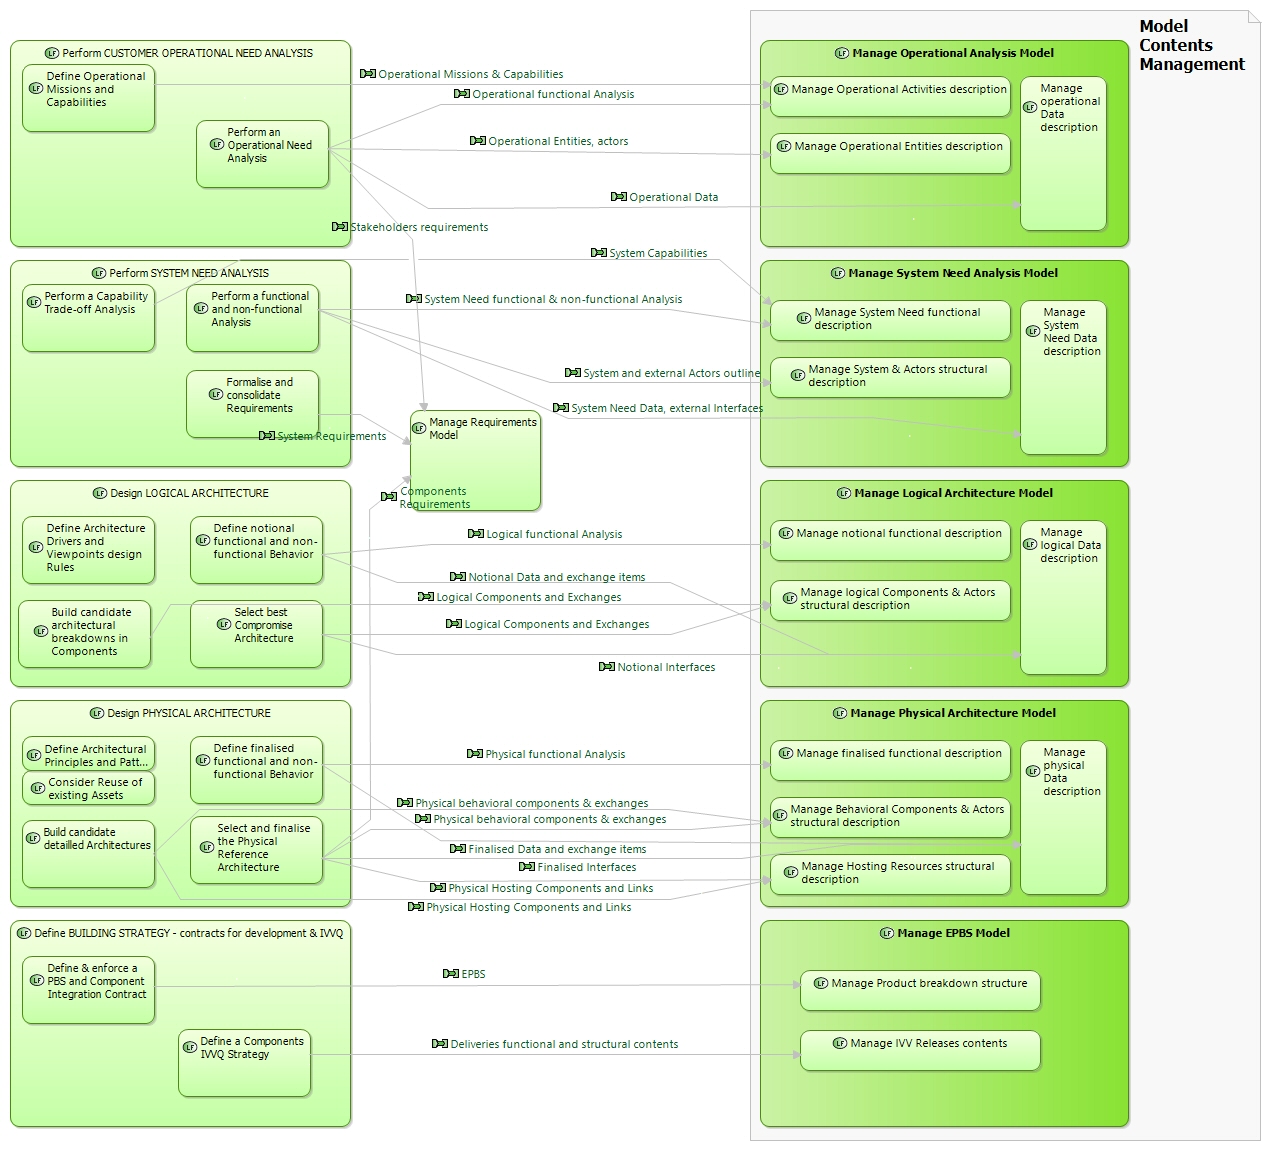 Model
Contents
Management
Perform CUSTOMER OPERATIONAL NEED ANALYSIS
Define Operational
Missions and
Capabilities
Perform an
Operational Need
Analysis
Operational Missions & Capabilities
Operational functional Analysis
Operational Entities, actors
Operational Data
Stakeholders requirements
Manage Operational Analysis Model
Manage Operational Activities description
Manage Operational Entities description
Manage
operational
Data
description
Perform SYSTEM NEED ANALYSIS
Perform a Capability
Trade-off Analysis
Perform a functional
and non-functional
Analysis
Formalise and
consolidate
Requirements
System Capabilities
System Need functional & non-functional Analysis
System and external Actors outline
System Need Data, external Interfaces
System Requirements
Manage Requirements
Model
Components
Requirements
Manage System Need Analysis Model
Manage System Need functional
description
Manage System & Actors structural
description
Manage
System
Need Data
description
Design LOGICAL ARCHITECTURE
Define Architecture
Drivers and
Viewpoints design
Rules
Define notional
functional and non-
functional Behavior
Build candidate
architectural
breakdowns in
Components
Select best
Compromise
Architecture
Logical functional Analysis
Notional Data and exchange items
Logical Components and Exchanges
Logical Components and Exchanges
Notional Interfaces
Manage Logical Architecture Model
Manage notional functional description
Manage logical Components & Actors
structural description
Manage
logical Data
description
Design PHYSICAL ARCHITECTURE
Define Architectural
Principles and Patt...
Consider Reuse of
existing Assets
Build candidate
detailled Architectures
Define finalised
functional and non-
functional Behavior
Select and finalise
the Physical
Reference
Architecture
Physical functional Analysis
Physical behavioral components & exchanges
Physical behavioral components & exchanges
Finalised Data and exchange items
Finalised Interfaces
Physical Hosting Components and Links
Physical Hosting Components and Links
Manage Physical Architecture Model
Manage finalised functional description
Manage Behavioral Components & Actors
structural description
Manage Hosting Resources structural
description
Manage
physical
Data
description
Define BUILDING STRATEGY - contracts for development & IVVQ
Define & enforce a
PBS and Component
Integration Contract
Define a Components
IVVQ Strategy
EPBS
Deliveries functional and structural contents
Manage EPBS Model
Manage Product breakdown structure
Manage IVV Releases contents